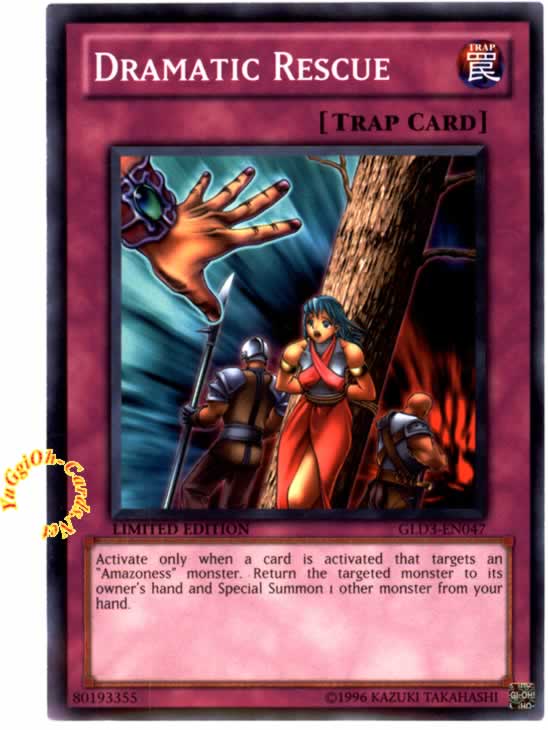 DRAMATIC RESCUE
TRAP
罠
[TRAP CARD]
YuGgiOh-Cards.Net
LIMITED EDITION
GLD3-EN047
Activate only when a card is activated that targets an
"Amazoness" monster. Return the targeted monster to its
owner's hand and Special Summon 1 other monster from your
hand.
80193355
©1996 KAZUKI TAKAHASHI